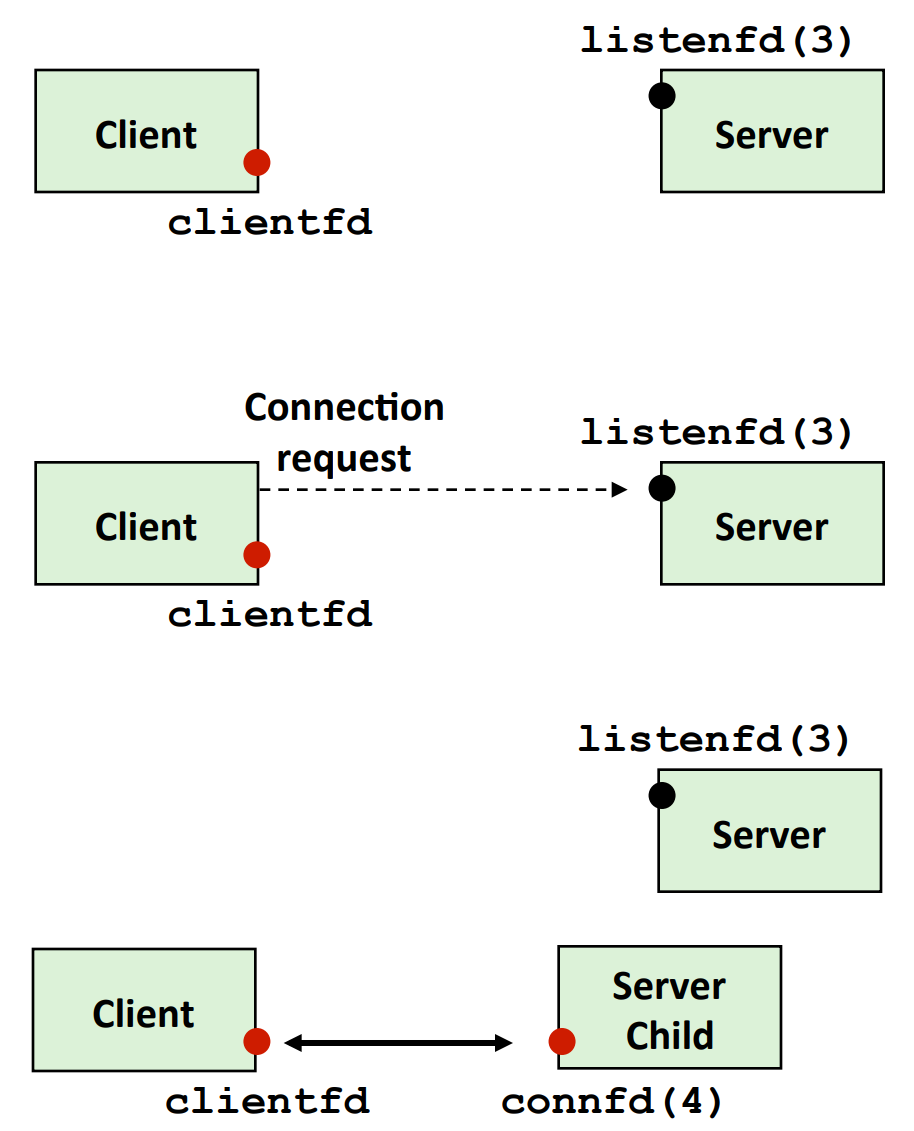 listenfd(3)
Client
Server
clientfd
Connection
request
listenfd(3)
Client
Server
clientfd
listenfd(3)
Server
Client
Server
Child
clientfd
connfd(4)